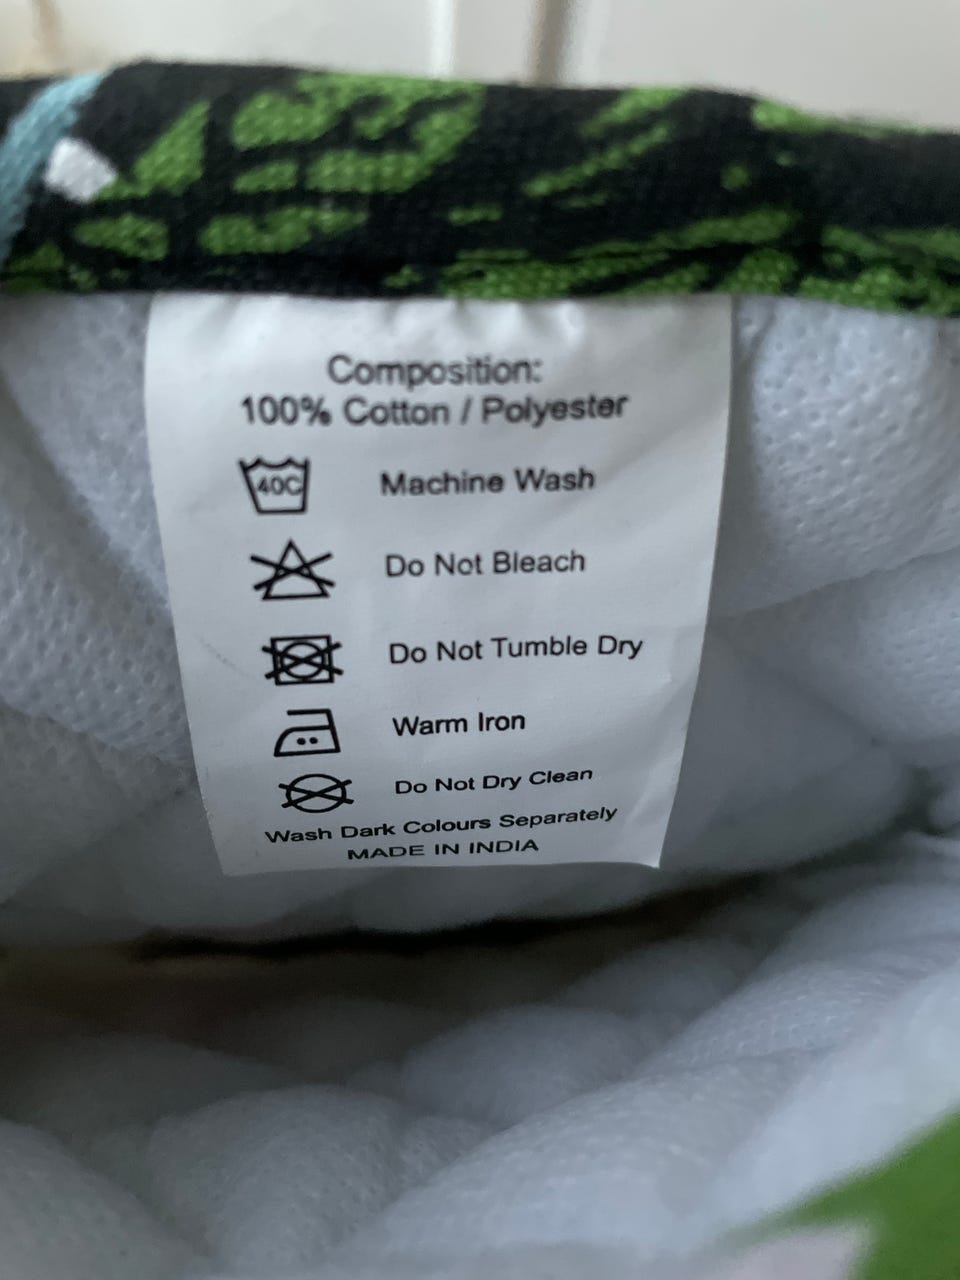 Composition:
100% Cotton / Polyester
40C Machine Wash
Do Not Bleach
Do Not Tumble Dry
Warm Iron
Do Not Dry Clean
Wash Dark Colours Separately
MADE IN INDIA